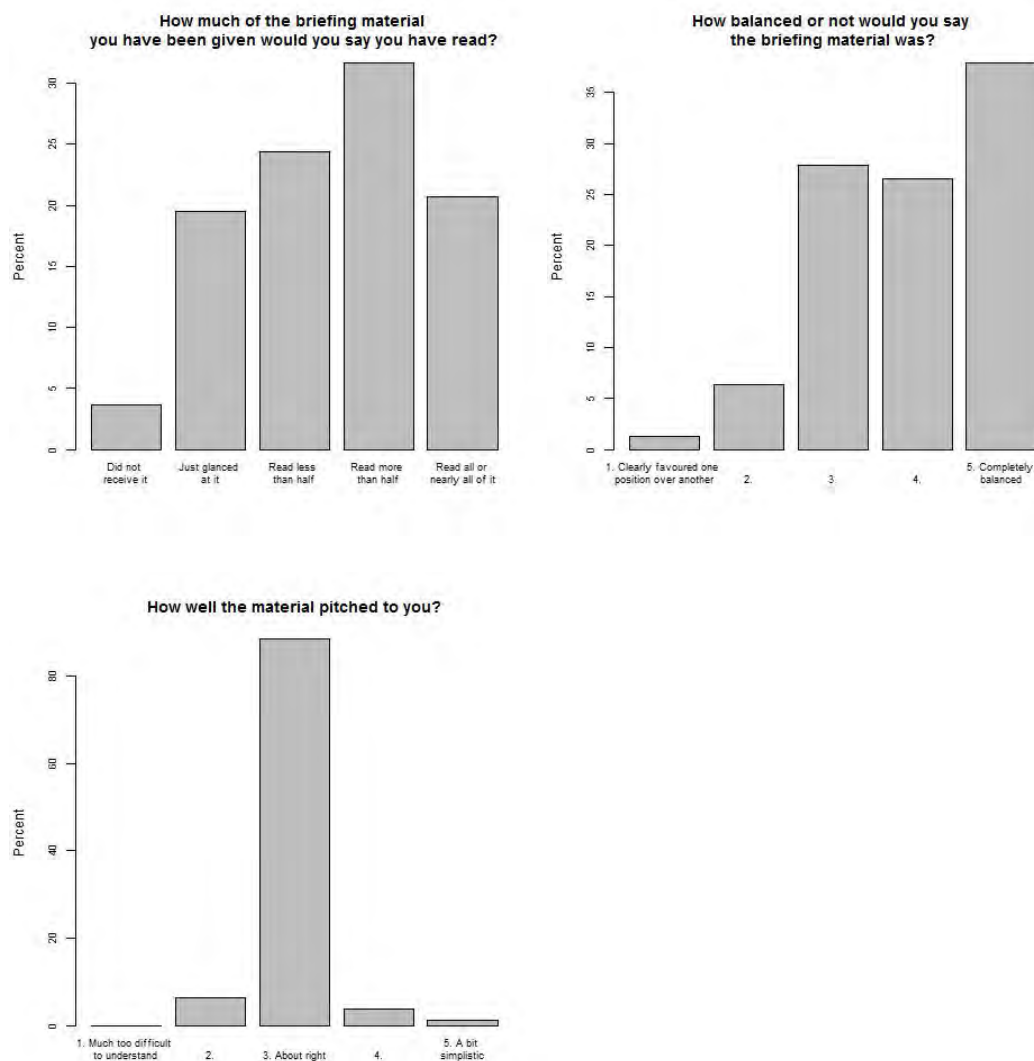 How much of the briefing material
you have been given would you say you have read?
Percent
30
25
20
15
10
5
0
Did not
receive it
Just glanced
at it
Read less
than half
Read more
than half
Read all or
nearly all of it
How balanced or not would you say
the briefing material was?
Percent
35
30
25
20
15
10
5
0
1. Clearly favoured one
position over another
2.
3.
4.
5. Completely
balanced
How well the material pitched to you?
Percent
80
60
40
20
0
1. Much too difficult
to understand
2.
3. About right
4.
5. A bit
simplistic